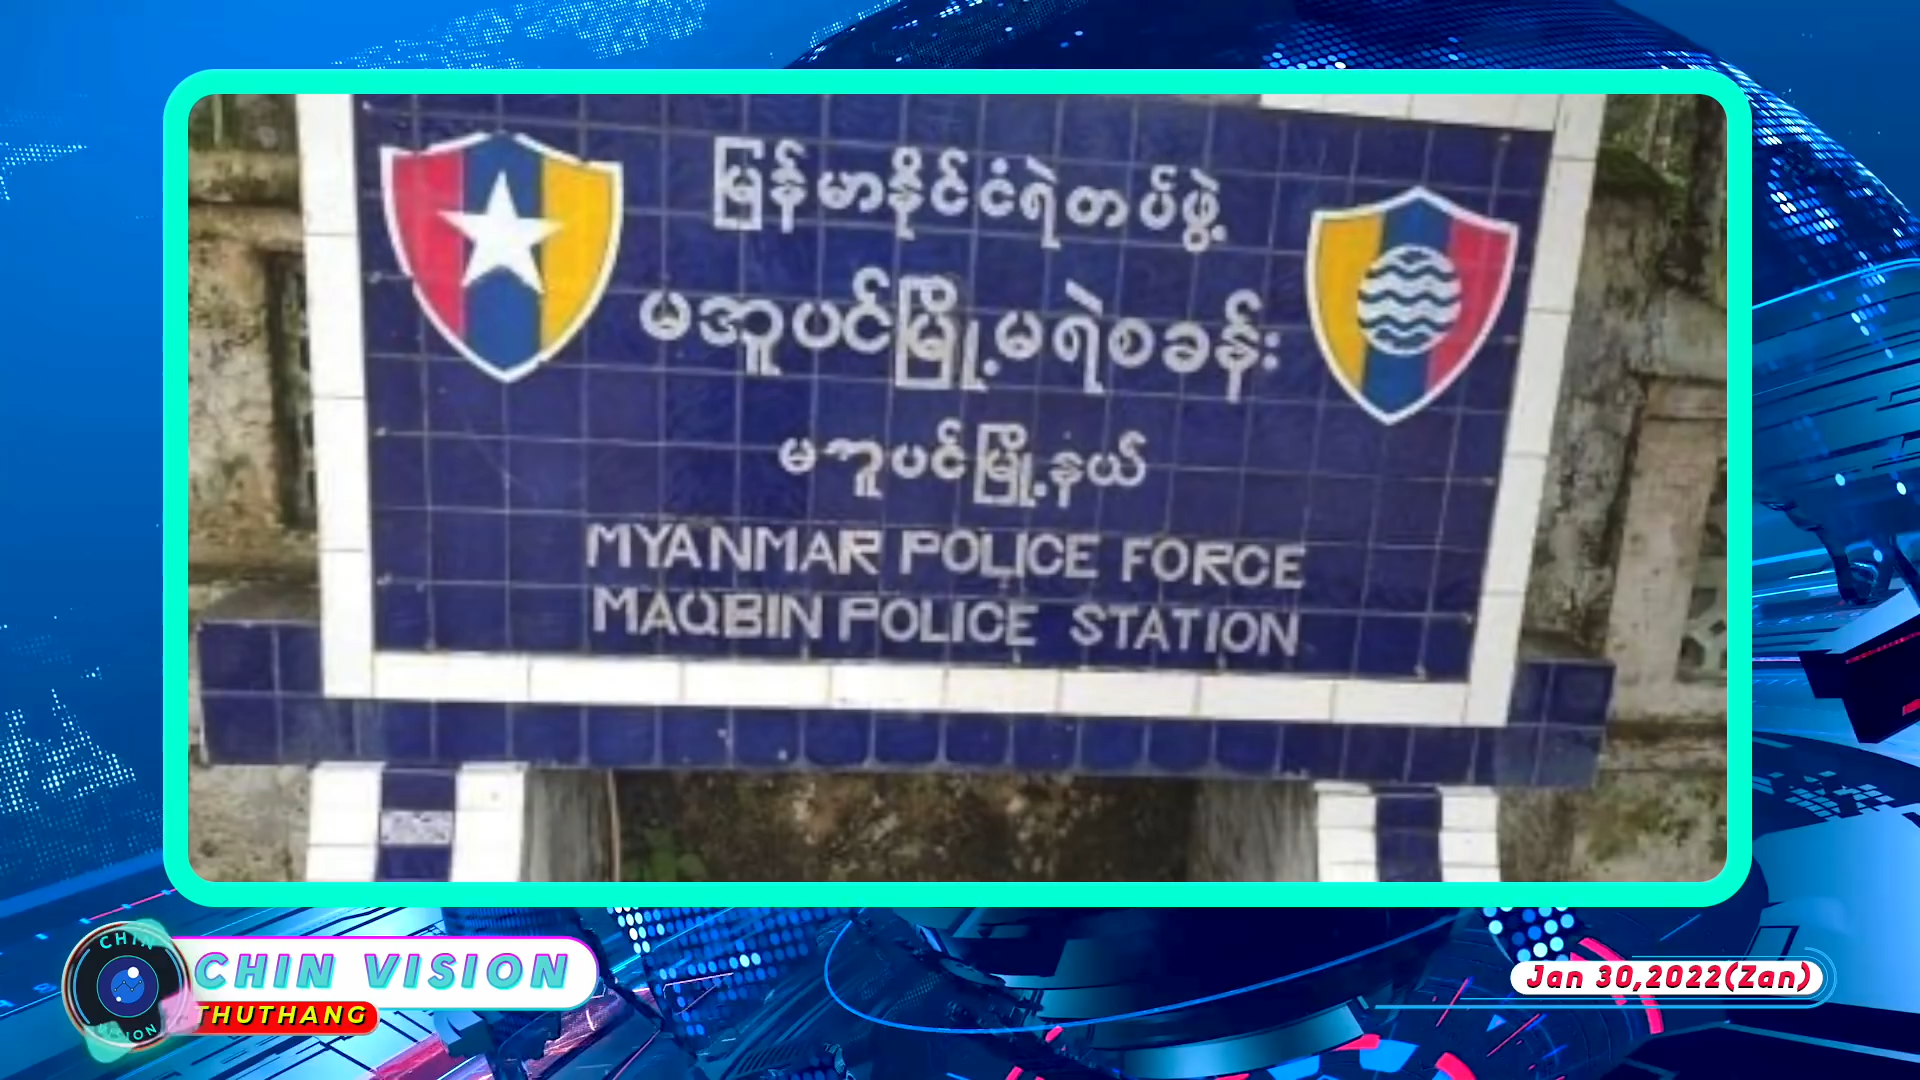 မြန်မာနိုင်ငံရဲတပ်ဖွဲ့
မအူပင်မြို့မရဲစခန်း
မအူပင်မြို့နယ်
MYANMAR POLICE FORCE
MAQBIN POLICE STATION
CHIN
VISION
CHIN VISION
THUTHANG
Jan 30,2022(Zan)